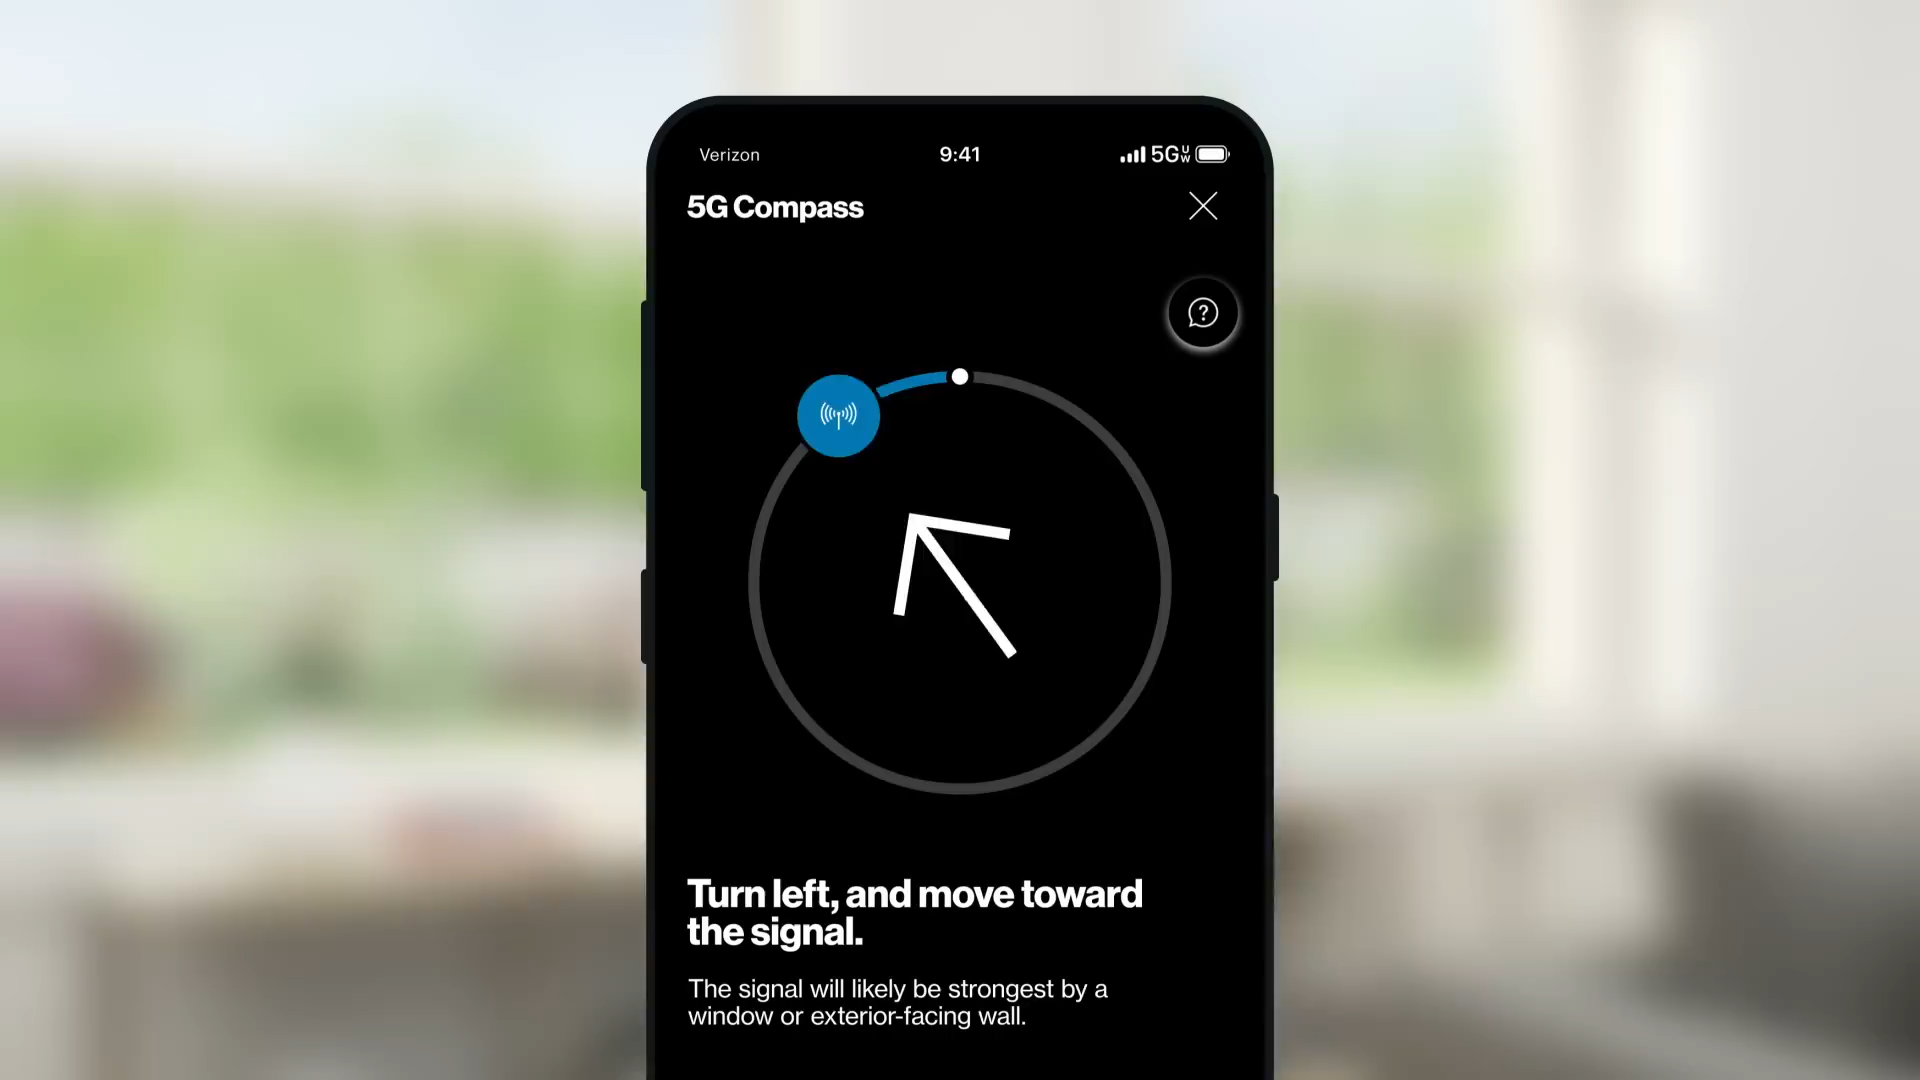 Verizon 9:41 5GUW
5G Compass
?
Turn left, and move toward
the signal.
The signal will likely be strongest by a
window or exterior-facing wall.